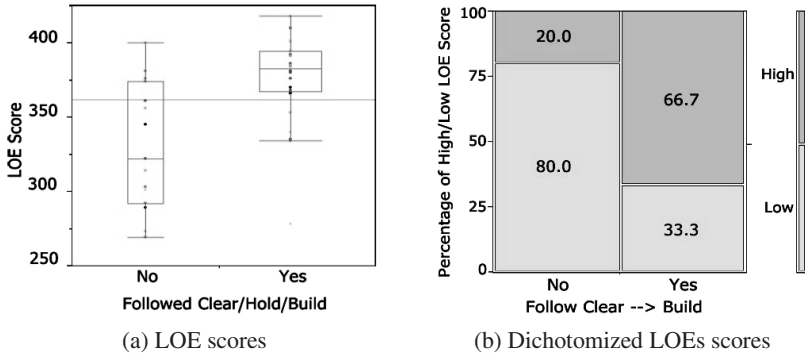 LOE Score
400
350
300
250
No
Yes
Followed Clear/Hold/Build
(a) LOE scores
Percentage of High/Low LOE Score
100
75
50
25
0
20.0
80.0
66.7
33.3
High
Low
No
Yes
Follow Clear --> Build
(b) Dichotomized LOEs scores